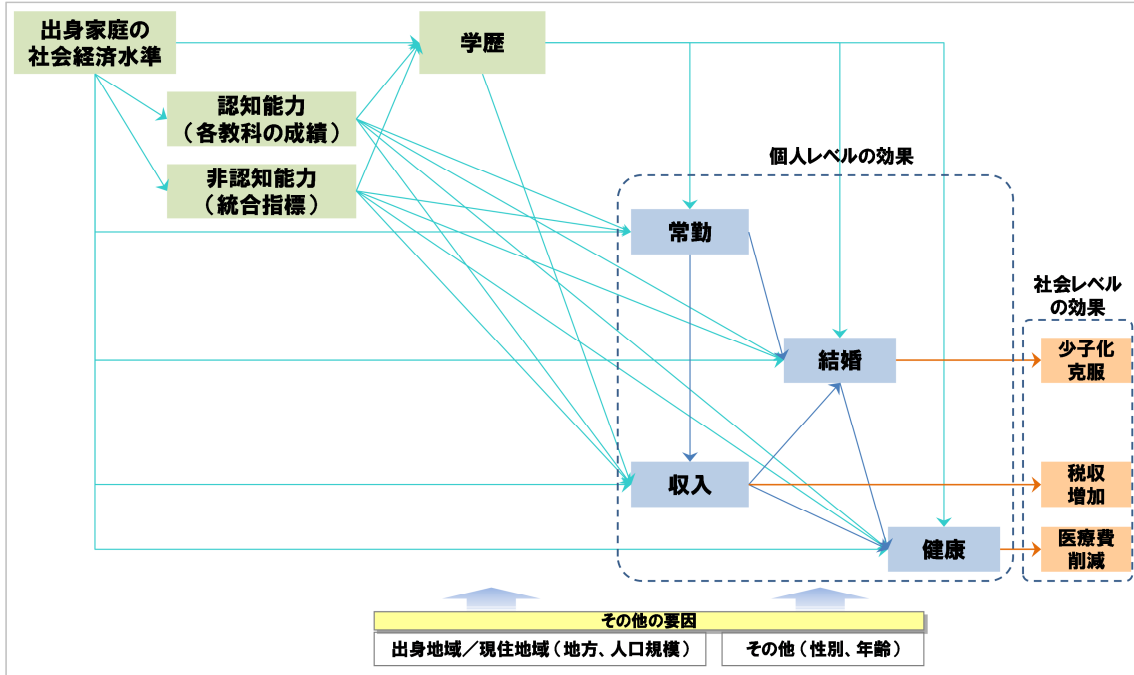 出身家庭の
社会経済水準
学歴
認知能力
（各教科の成績）
非認知能力
（統合指標）
個人レベルの効果
常勤
社会レベル
の効果
結婚
少子化
克服
収入
税収
増加
健康
医療費
削減
その他の要因
出身地域／現住地域（地方、人口規模）
その他（性別、年齢）